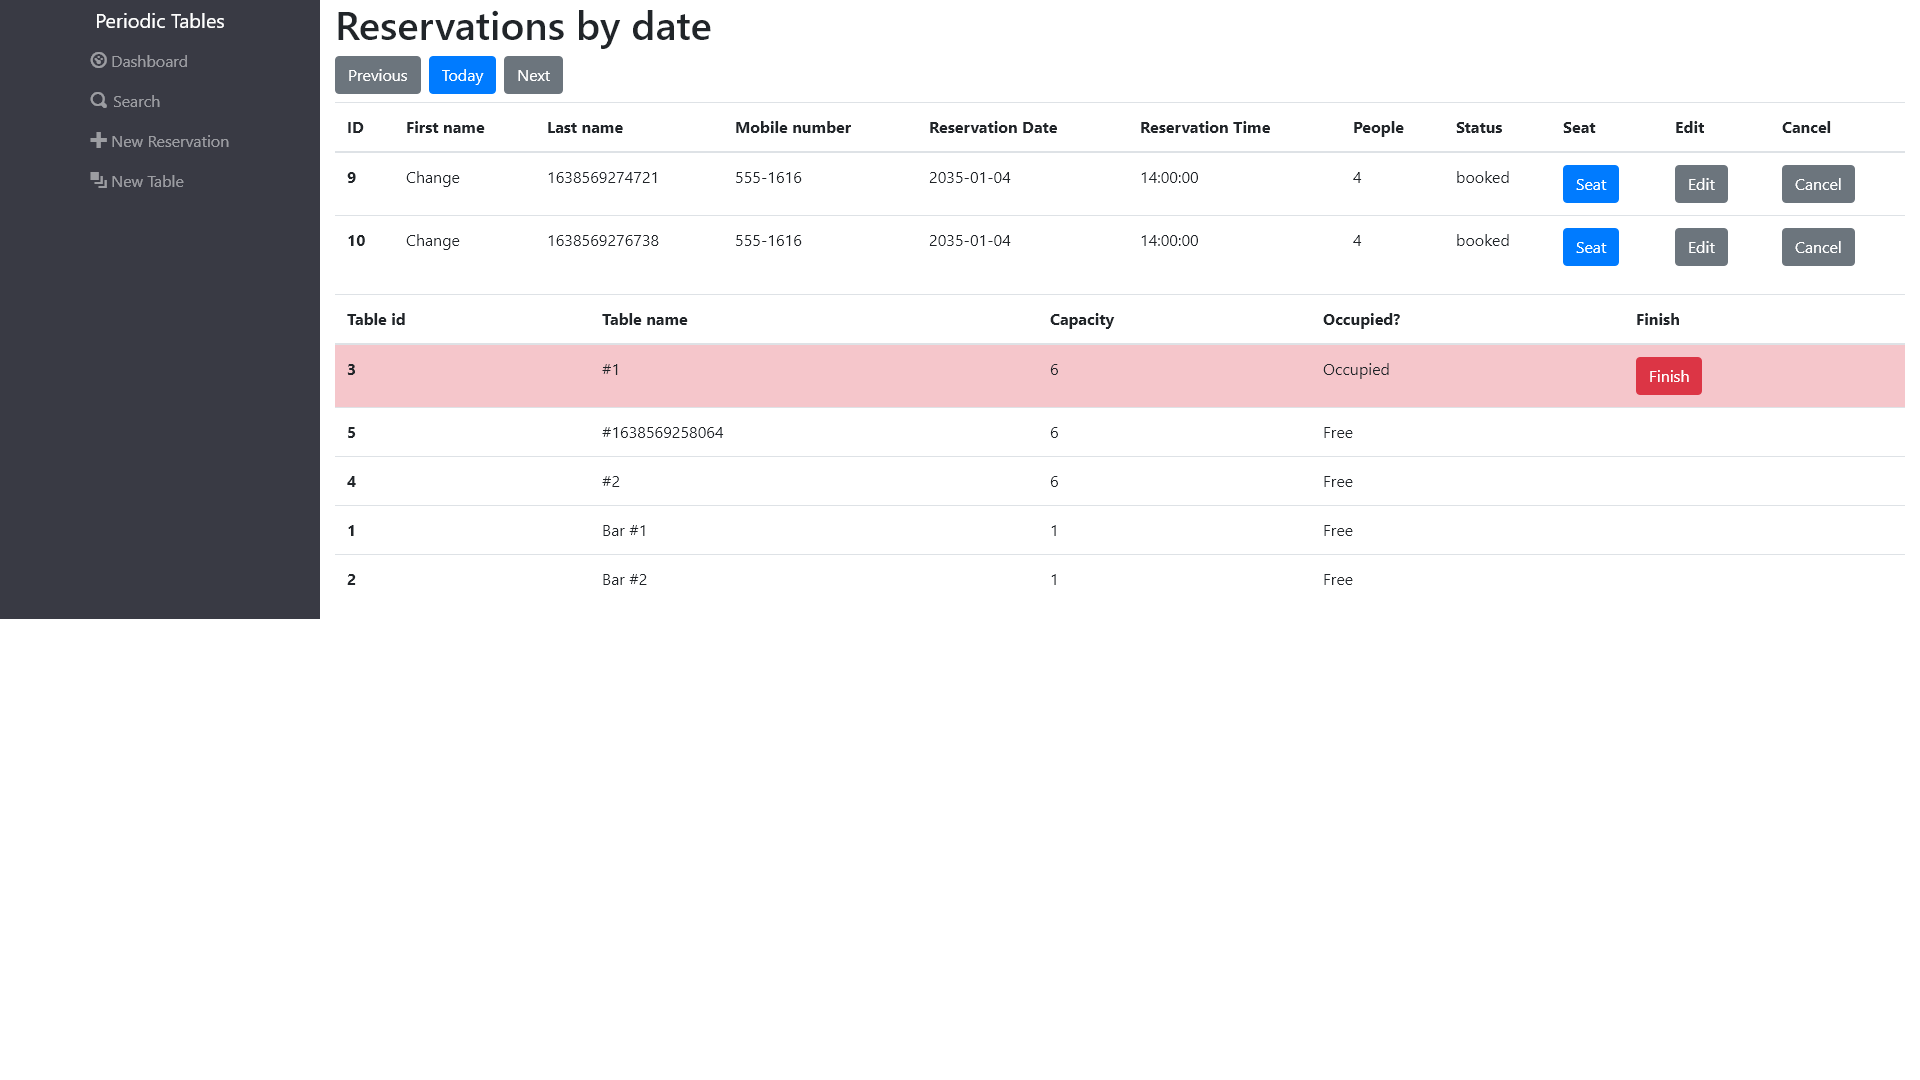 Periodic Tables
Dashboard
Search
New Reservation
New Table
Reservations by date
Previous Today Next
ID First name Last name Mobile number Reservation Date Reservation Time People Status Seat Edit Cancel
9 Change 1638569274721 555-1616 2035-01-04 14:00:00 4 booked Seat Edit Cancel
10 Change 1638569276738 555-1616 2035-01-04 14:00:00 4 booked Seat Edit Cancel
Table id Table name Capacity Occupied? Finish
3 #1 6 Occupied Finish
5 #1638569258064 6 Free
4 #2 6 Free
1 Bar #1 1 Free
2 Bar #2 1 Free